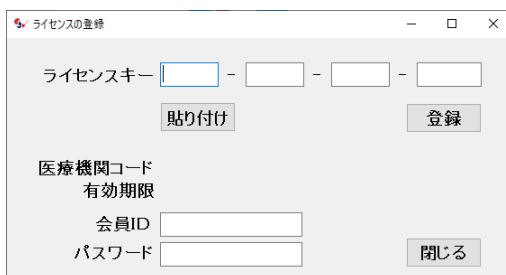 ライセンスの登録
ライセンスキー - - -
貼り付け 登録
医療機関コード
有効期限
会員ID
パスワード 閉じる